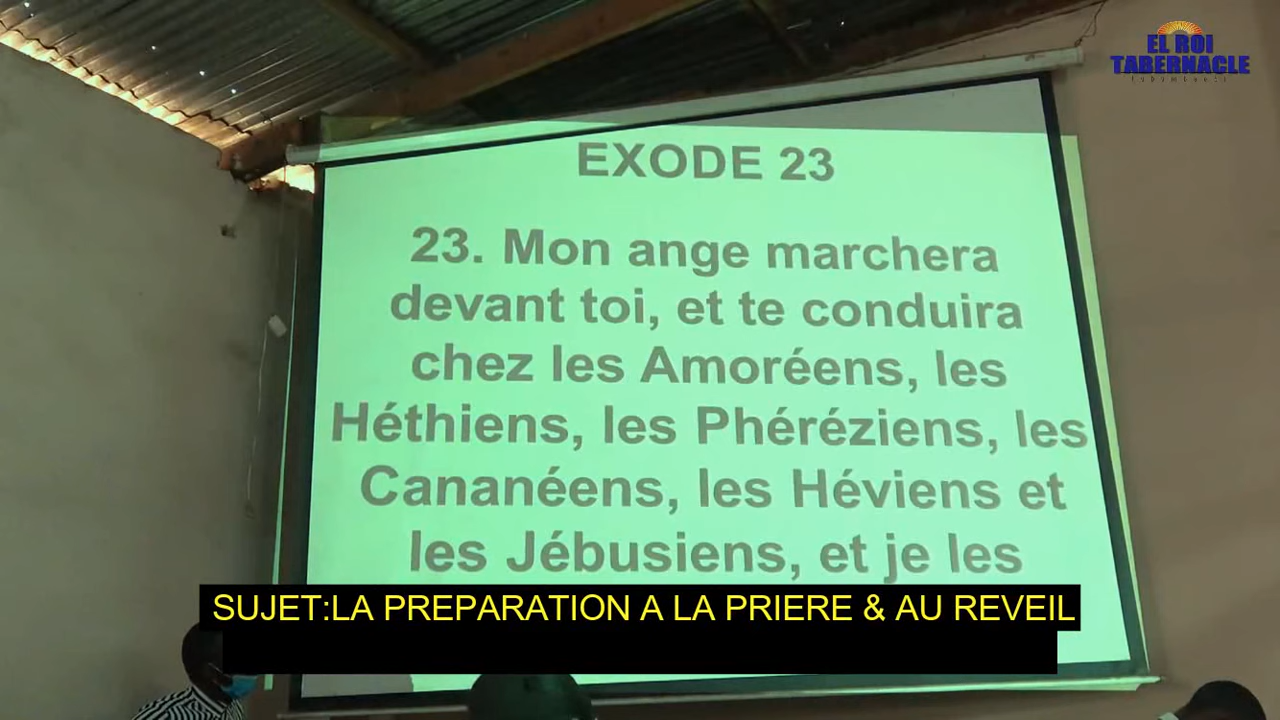 EL ROI
TABERNACLE
EXODE 23
23. Mon ange marchera
devant toi, et te conduira
chez les Amoréens, les
Héthiens, les Phéréziens, les
Cananéens, les Héviens et
les Jébusiens, et je les
SUJET:LA PREPARATION A LA PRIERE & AU REVEIL